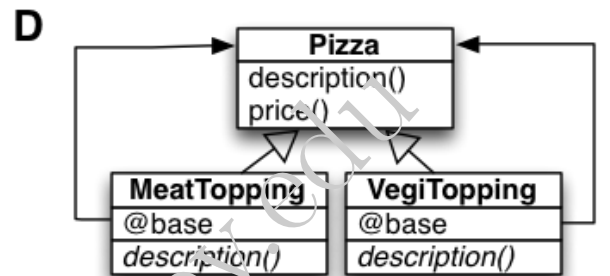 D
Pizza
description()
price()
MeatTopping
@base
description()
VegiTopping
@base
description()